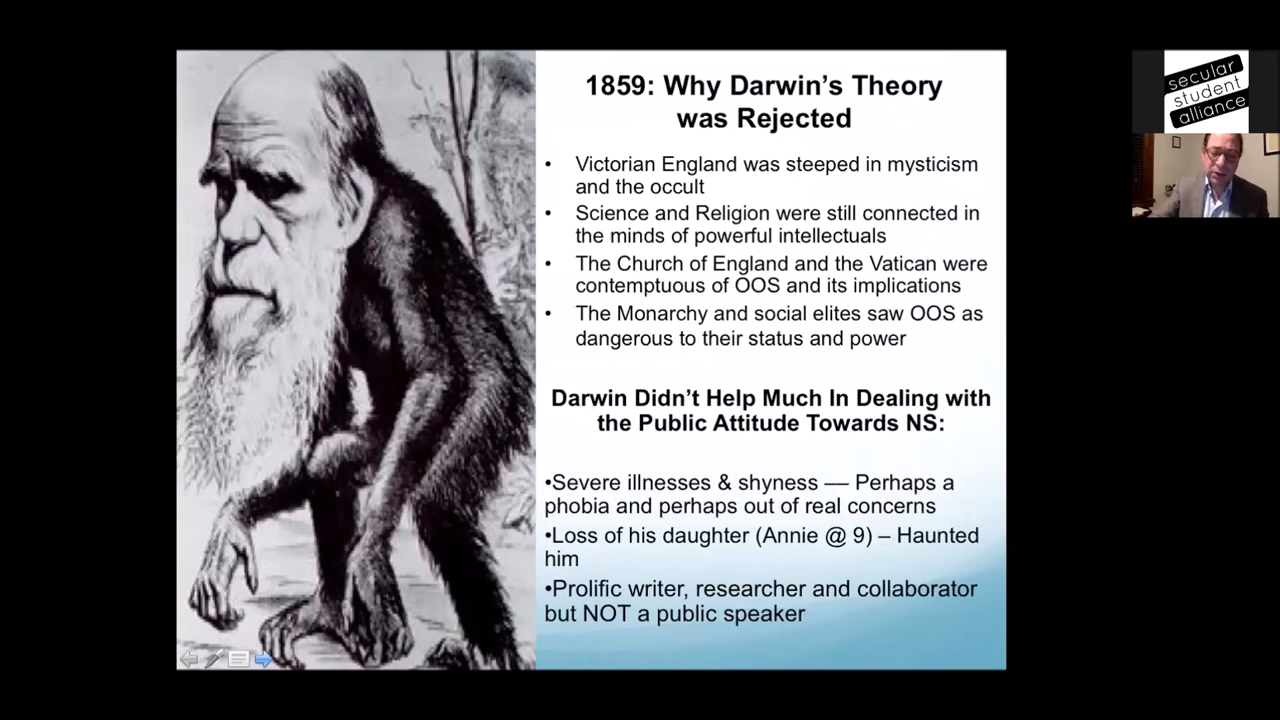 1859: Why Darwin's Theory
was Rejected
• Victorian England was steeped in mysticism
and the occult
• Science and Religion were still connected in
the minds of powerful intellectuals
• The Church of England and the Vatican were
contemptuous of OOS and its implications
• The Monarchy and social elites saw OOS as
dangerous to their status and power
Darwin Didn't Help Much In Dealing with
the Public Attitude Towards NS:
•Severe illnesses & shyness –– Perhaps a
phobia and perhaps out of real concerns
•Loss of his daughter (Annie @ 9) – Haunted
him
•Prolific writer, researcher and collaborator
but NOT a public speaker
secular
student
alliance